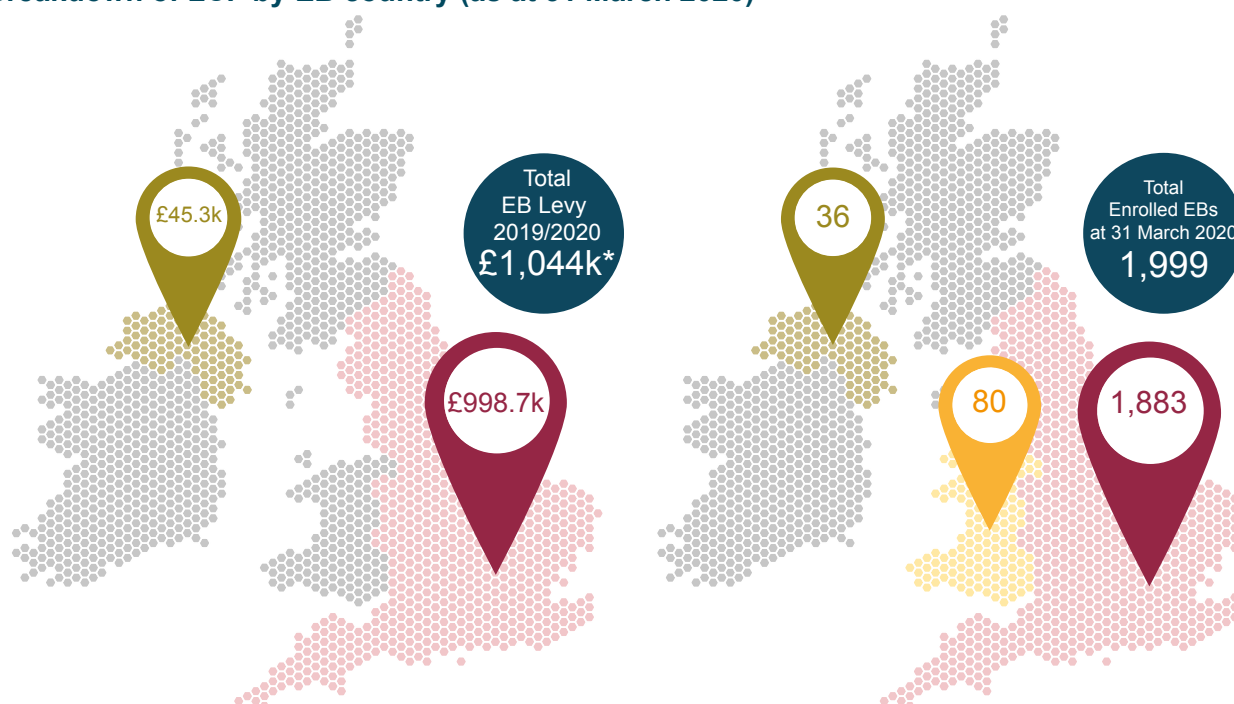 £45.3k
Total
EB Levy
2019/2020
£1,044k*
£998.7k
36
Total
Enrolled EBs
at 31 March 2020
1,999
80
1,883